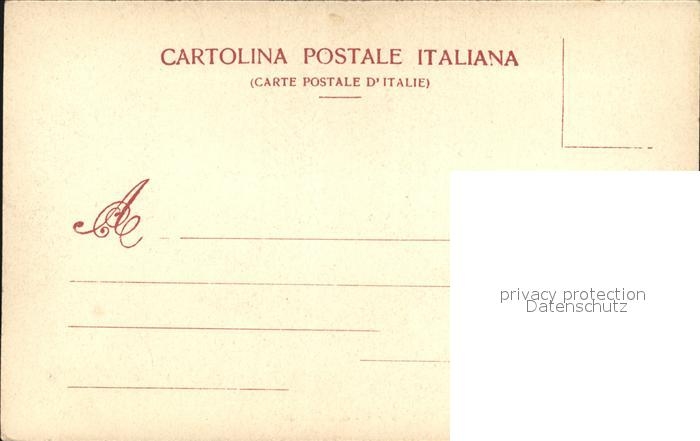 CARTOLINA POSTALE ITALIANA
(CARTE POSTALE D'ITALIE)
A
privacy protection
Datenschutz